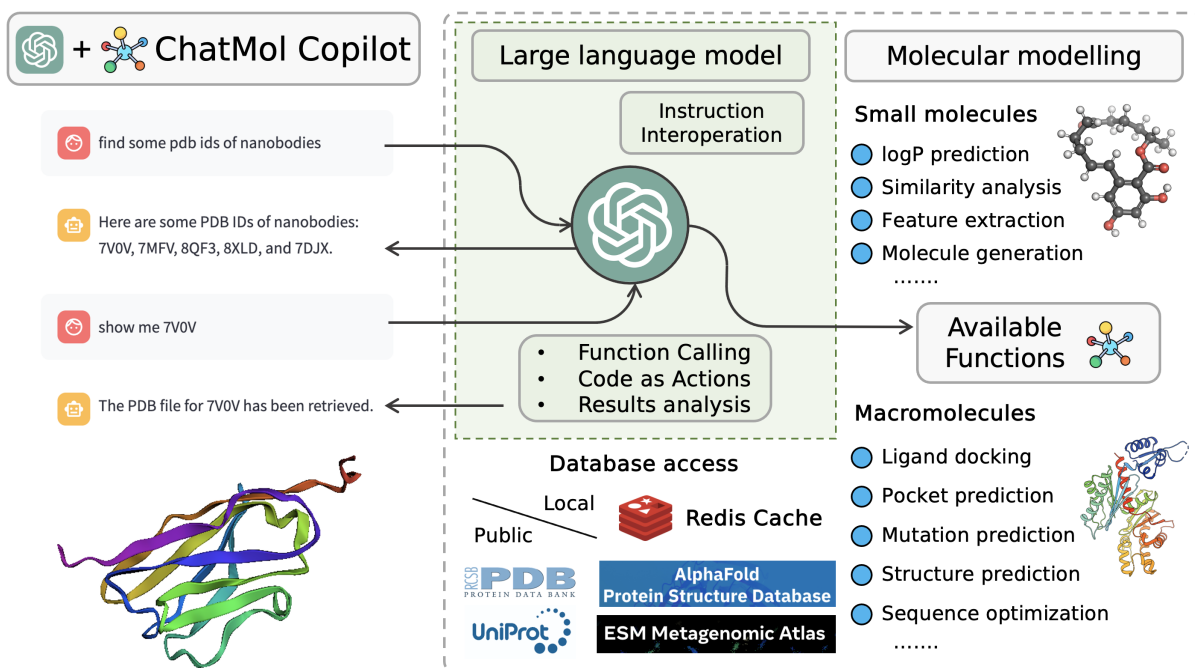 + ChatMol Copilot
find some pdb ids of nanobodies
Here are some PDB IDs of nanobodies:
7V0V, 7MFV, 8QF3, 8XLD, and 7DJX.
show me 7V0V
The PDB file for 7V0V has been retrieved.
Large language model
Instruction
Interoperation
• Function Calling
• Code as Actions
• Results analysis
Database access
Local
Public
Redis Cache
RCSB
PDB
PROTEIN DATA BANK
AlphaFold
Protein Structure Database
UniProt
ESM Metagenomic Atlas
Molecular modelling
Small molecules
logP prediction
Similarity analysis
Feature extraction
Molecule generation
.......
Available
Functions
Macromolecules
Ligand docking
Pocket prediction
Mutation prediction
Structure prediction
Sequence optimization
.......